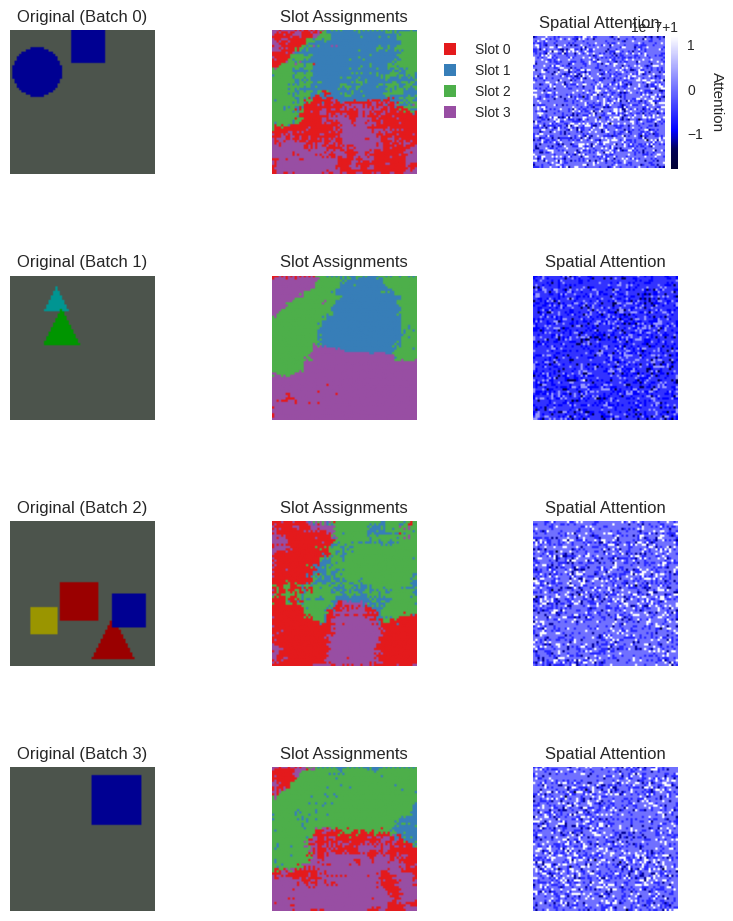 Original (Batch 0)
Slot Assignments
Slot 0
Slot 1
Slot 2
Slot 3
Spatial Attention
1e−7+1
1
0
−1
Attention
Original (Batch 1)
Slot Assignments
Spatial Attention
Original (Batch 2)
Slot Assignments
Spatial Attention
Original (Batch 3)
Slot Assignments
Spatial Attention